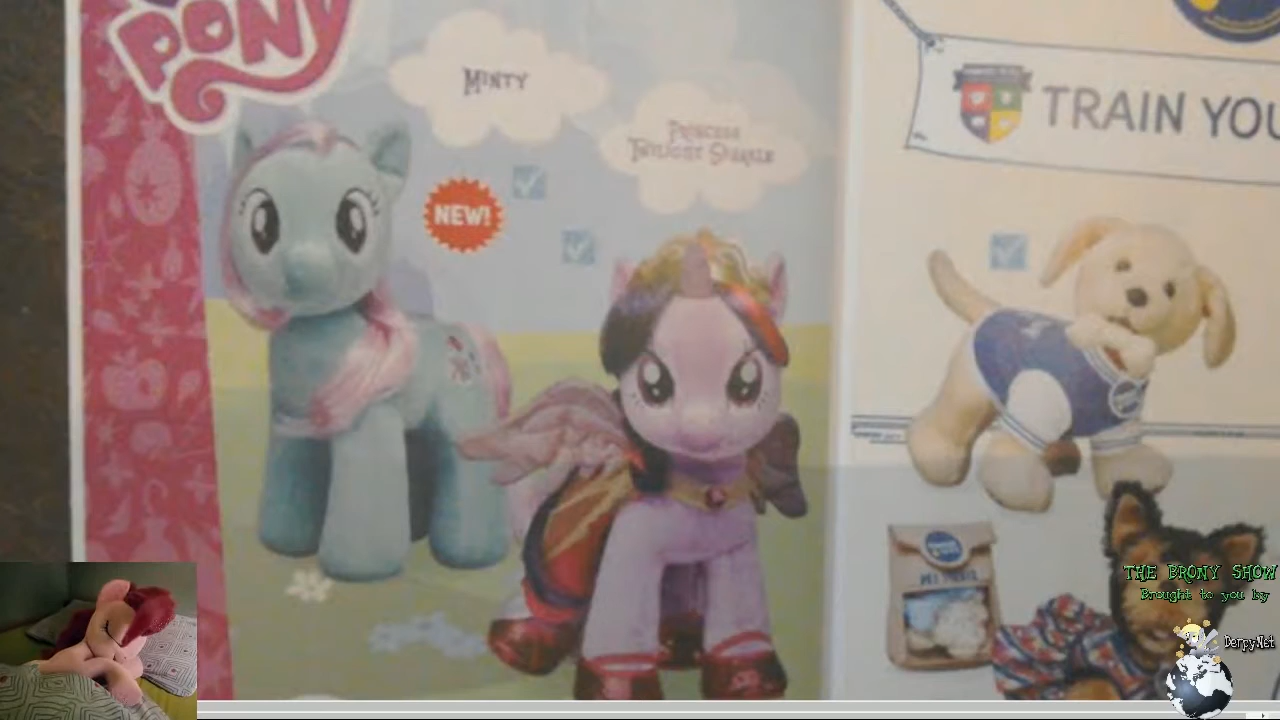 PONY
MINTY
PRINCESS
TWILIGHT SPARKLE
NEW!
TRAIN YOU
THE BRONY SHOW
Brought to you by
DerpyNet